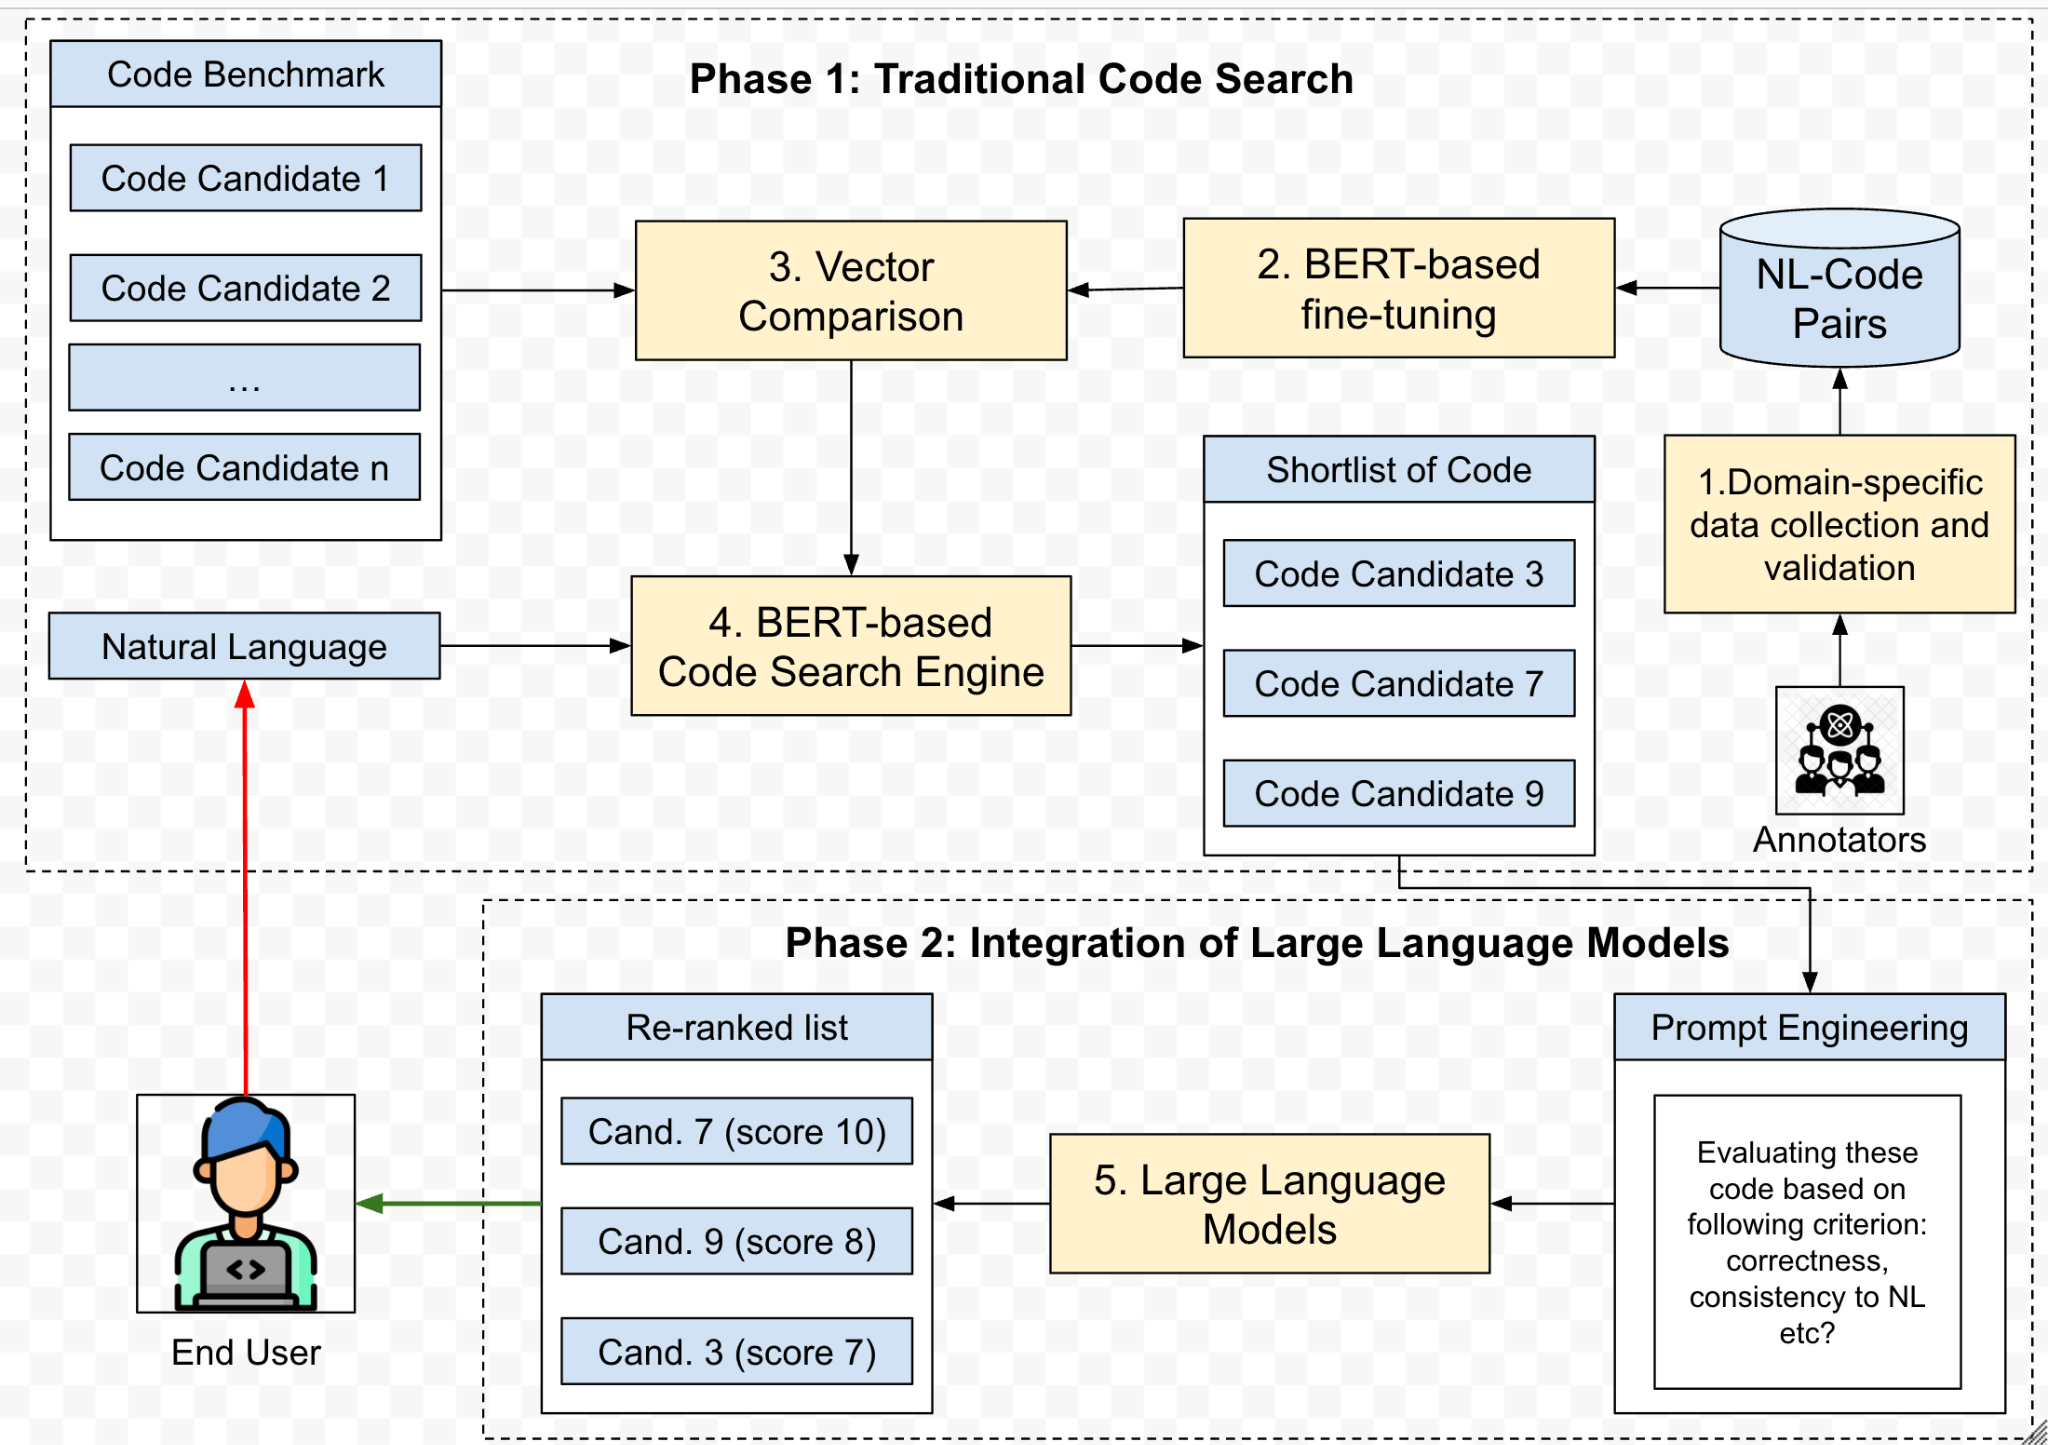 Phase 1: Traditional Code Search
Code Benchmark
Code Candidate 1
Code Candidate 2
...
Code Candidate n
3. Vector
Comparison
2. BERT-based
fine-tuning
NL-Code
Pairs
1.Domain-specific
data collection and
validation
Annotators
Natural Language
4. BERT-based
Code Search Engine
Shortlist of Code
Code Candidate 3
Code Candidate 7
Code Candidate 9
Phase 2: Integration of Large Language Models
Prompt Engineering
Evaluating these
code based on
following criterion:
correctness,
consistency to NL
etc?
5. Large Language
Models
Re-ranked list
Cand. 7 (score 10)
Cand. 9 (score 8)
Cand. 3 (score 7)
End User